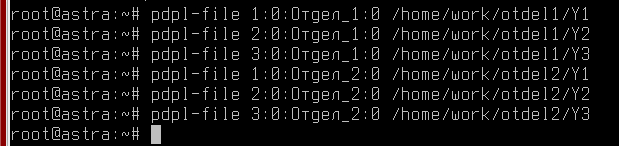 root@astra:~# pdpl-file 1:0:Отдел_1:0 /home/work/otdel1/Y1
root@astra:~# pdpl-file 2:0:Отдел_1:0 /home/work/otdel1/Y2
root@astra:~# pdpl-file 3:0:Отдел_1:0 /home/work/otdel1/Y3
root@astra:~# pdpl-file 1:0:Отдел_2:0 /home/work/otdel2/Y1
root@astra:~# pdpl-file 2:0:Отдел_2:0 /home/work/otdel2/Y2
root@astra:~# pdpl-file 3:0:Отдел_2:0 /home/work/otdel2/Y3
root@astra:~#